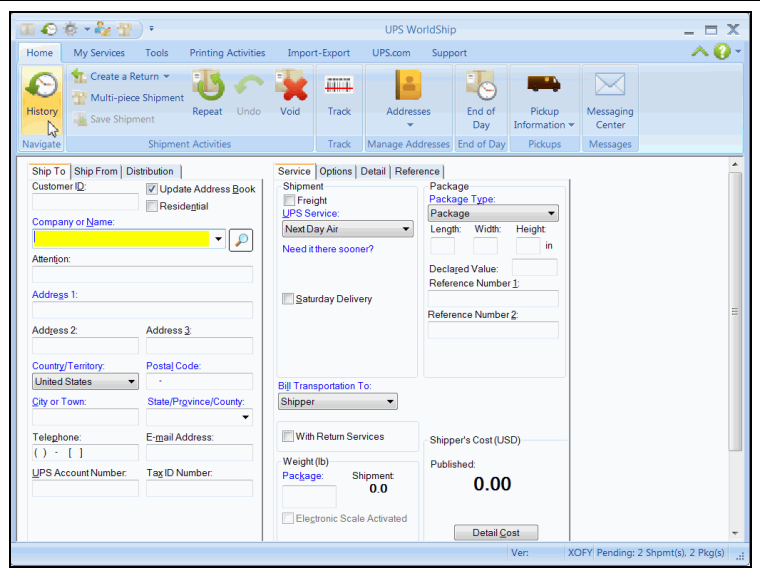 UPS WorldShip
Home My Services Tools Printing Activities Import-Export UPS.com Support
History
Create a Return
Multi-piece Shipment
Save Shipment
Repeat Undo Void
Track
Addresses
End of Day
Pickup Information
Messaging Center
Navigate Shipment Activities Track Manage Addresses End of Day Pickups Messages
Ship To Ship From Distribution
Customer ID:
Update Address Book
Residential
Company or Name:
Attention:
Address 1:
Address 2: Address 3:
Country/Territory: Postal Code:
United States -
City or Town: State/Province/County:
Telephone: E-mail Address:
( ) - [ ]
UPS Account Number: Tax ID Number:
Service Options Detail Reference
Shipment
Freight
UPS Service:
Next Day Air
Need it there sooner?
Saturday Delivery
Bill Transportation To:
Shipper
With Return Services
Weight (lb)
Package: Shipment:
0.0
Electronic Scale Activated
Package
Package Type:
Package
Length: Width: Height:
in
Declared Value:
Reference Number 1:
Reference Number 2:
Shipper's Cost (USD)
Published:
0.00
Detail Cost
Ver: XOFY Pending: 2 Shpmt(s), 2 Pkg(s)